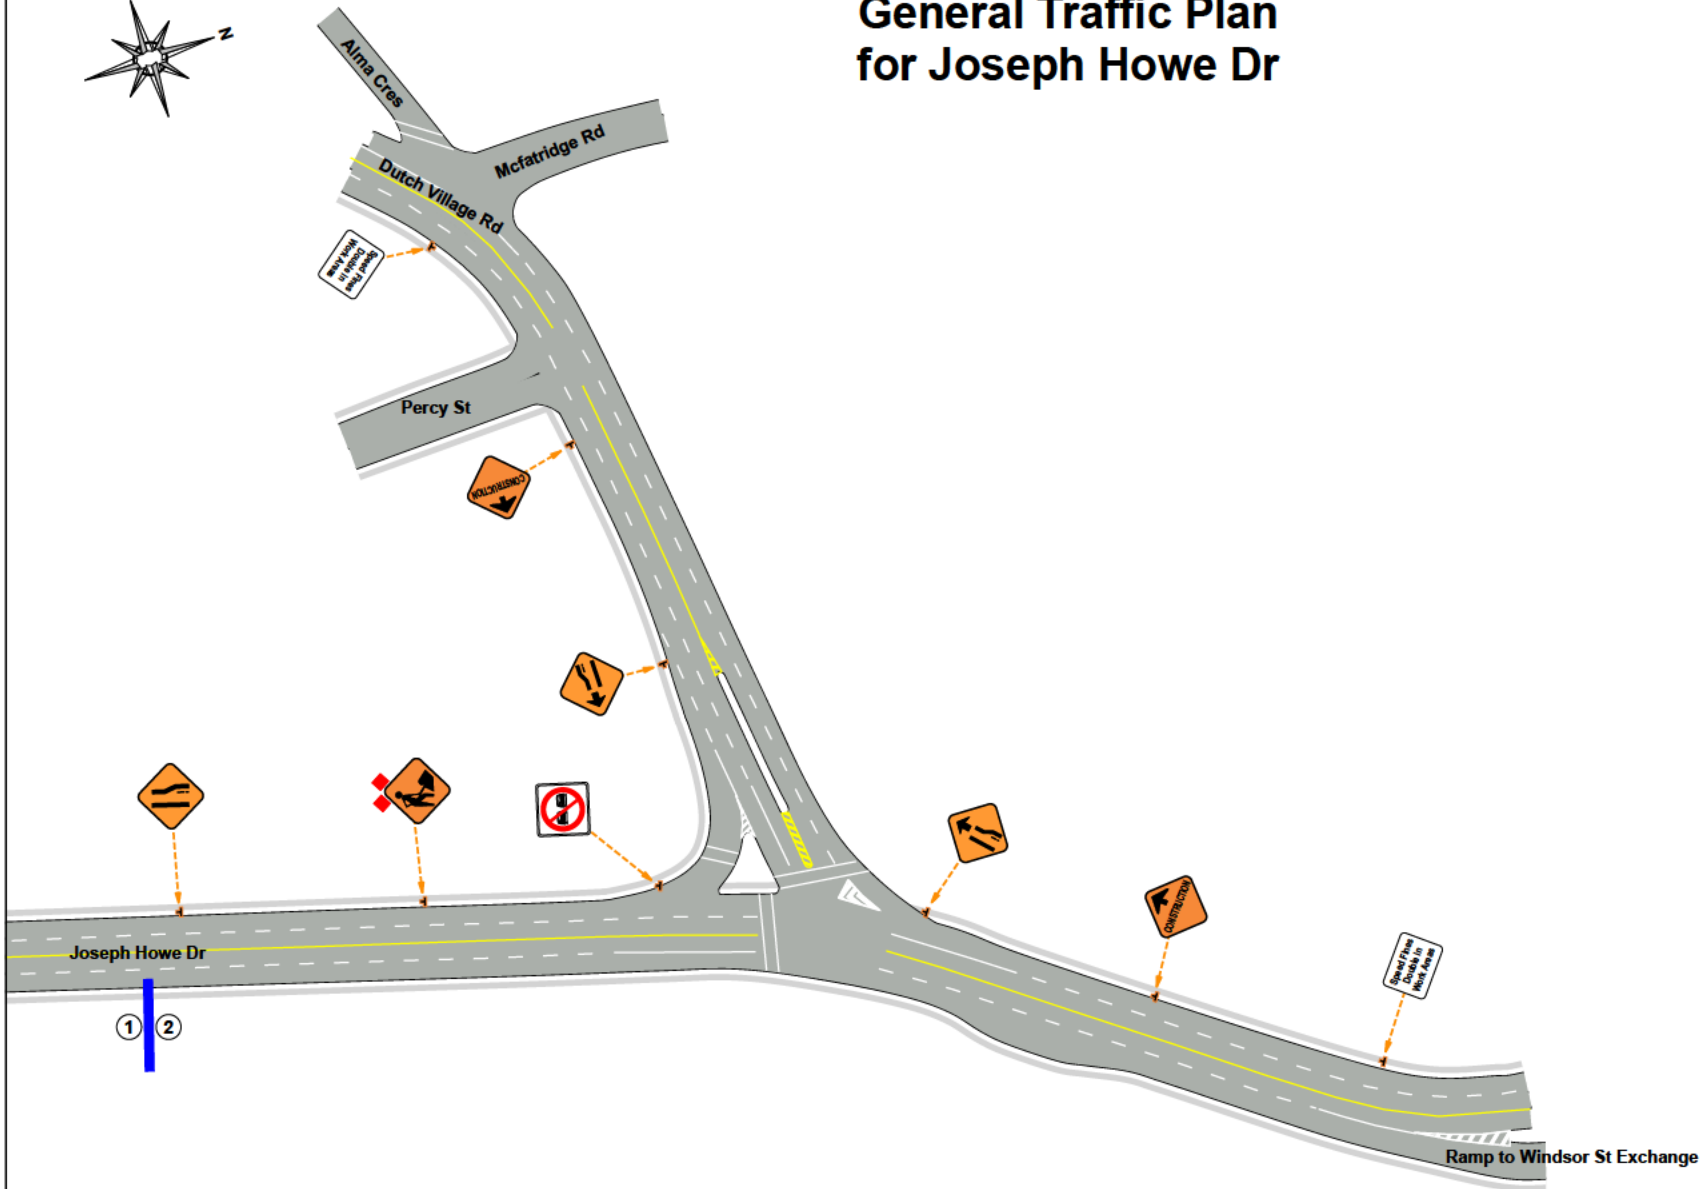 General Traffic Plan
for Joseph Howe Dr
N
Alma Cres
Mcfatridge Rd
Dutch Village Rd
Speed Fines
Double In
Work Areas
Percy St
CONSTRUCTION
CONSTRUCTION
Speed Fines
Double In
Work Areas
Joseph Howe Dr
1 2
Ramp to Windsor St Exchange